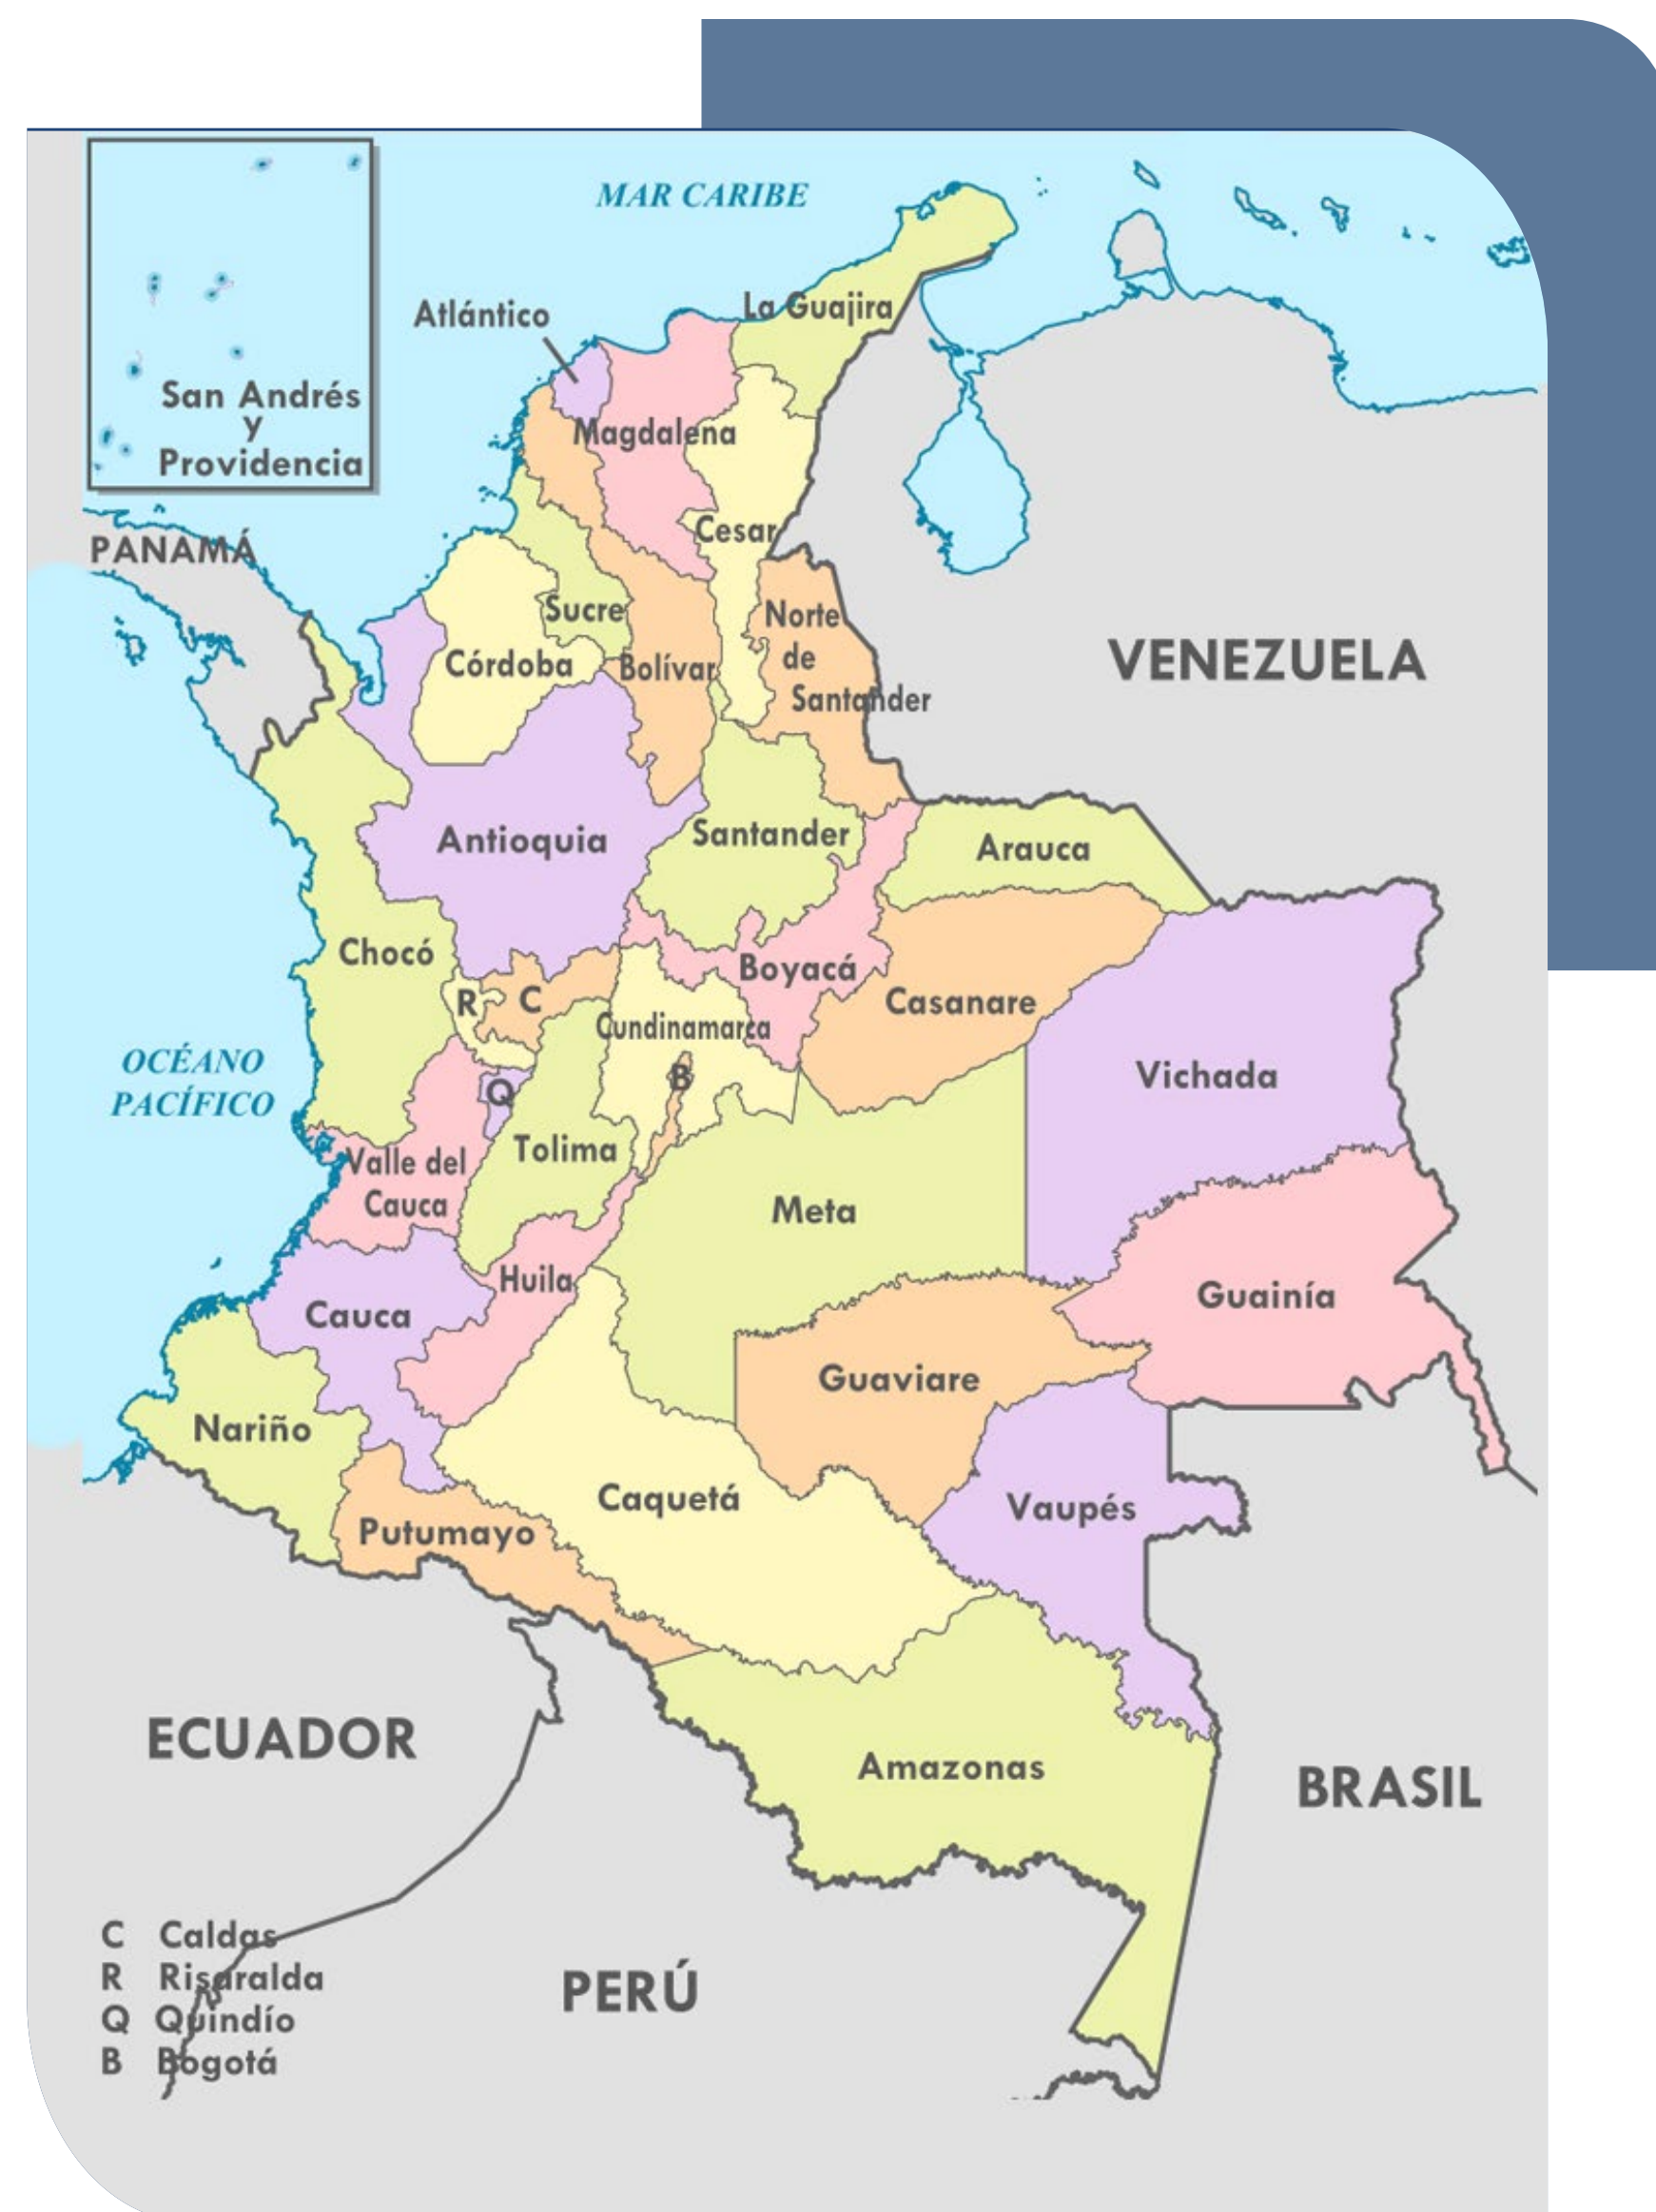 MAR CARIBE
La Guajira
Atlántico
San Andrés
y
Providencia
Magdalena
Cesar
PANAMÁ
Sucre
Norte
de
Santander
Córdoba
Bolívar
VENEZUELA
Antioquia
Santander
Arauca
Chocó
Boyacá
R
C
Casanare
Cundinamarca
OCÉANO
PACÍFICO
B
Q
Vichada
Tolima
Valle del
Cauca
Meta
Huila
Guainía
Cauca
Guaviare
Nariño
Caquetá
Vaupés
Putumayo
ECUADOR
Amazonas
BRASIL
C Caldas
R Risaralda
Q Quindío
B Bogotá
PERÚ